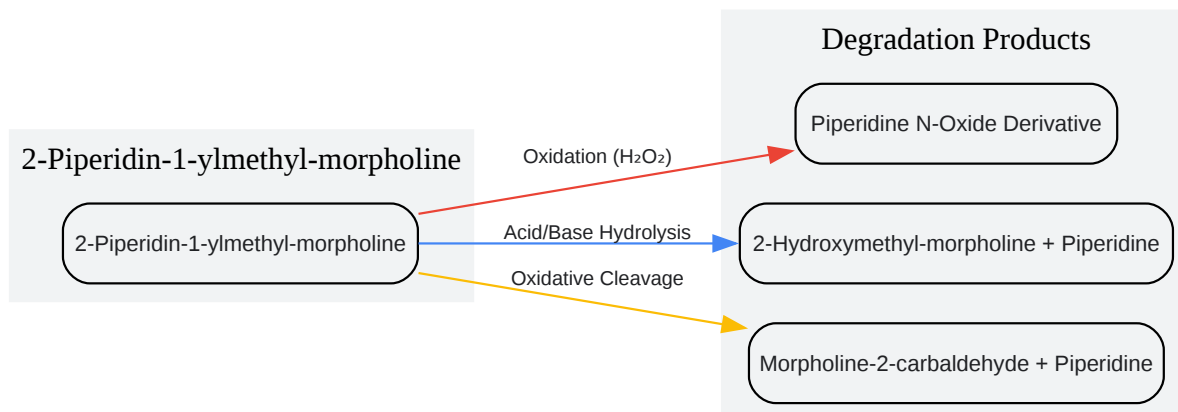 Degradation Products
Piperidine N-Oxide Derivative
2-Piperidin-1-ylmethyl-morpholine
Oxidation (H₂O₂)
2-Piperidin-1-ylmethyl-morpholine
Acid/Base Hydrolysis
2-Hydroxymethyl-morpholine + Piperidine
Oxidative Cleavage
Morpholine-2-carbaldehyde + Piperidine